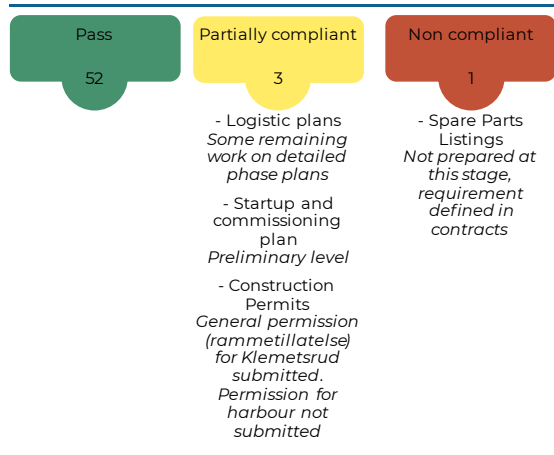 Pass
52
Partially compliant
3
- Logistic plans
Some remaining
work on detailed
phase plans
- Startup and
commissioning
plan
Preliminary level
- Construction
Permits
General permission
(rammetillatelse)
for Klemetsrud
submitted.
Permission for
harbour not
submitted
Non compliant
1
- Spare Parts
Listings
Not prepared at
this stage,
requirement
defined in
contracts